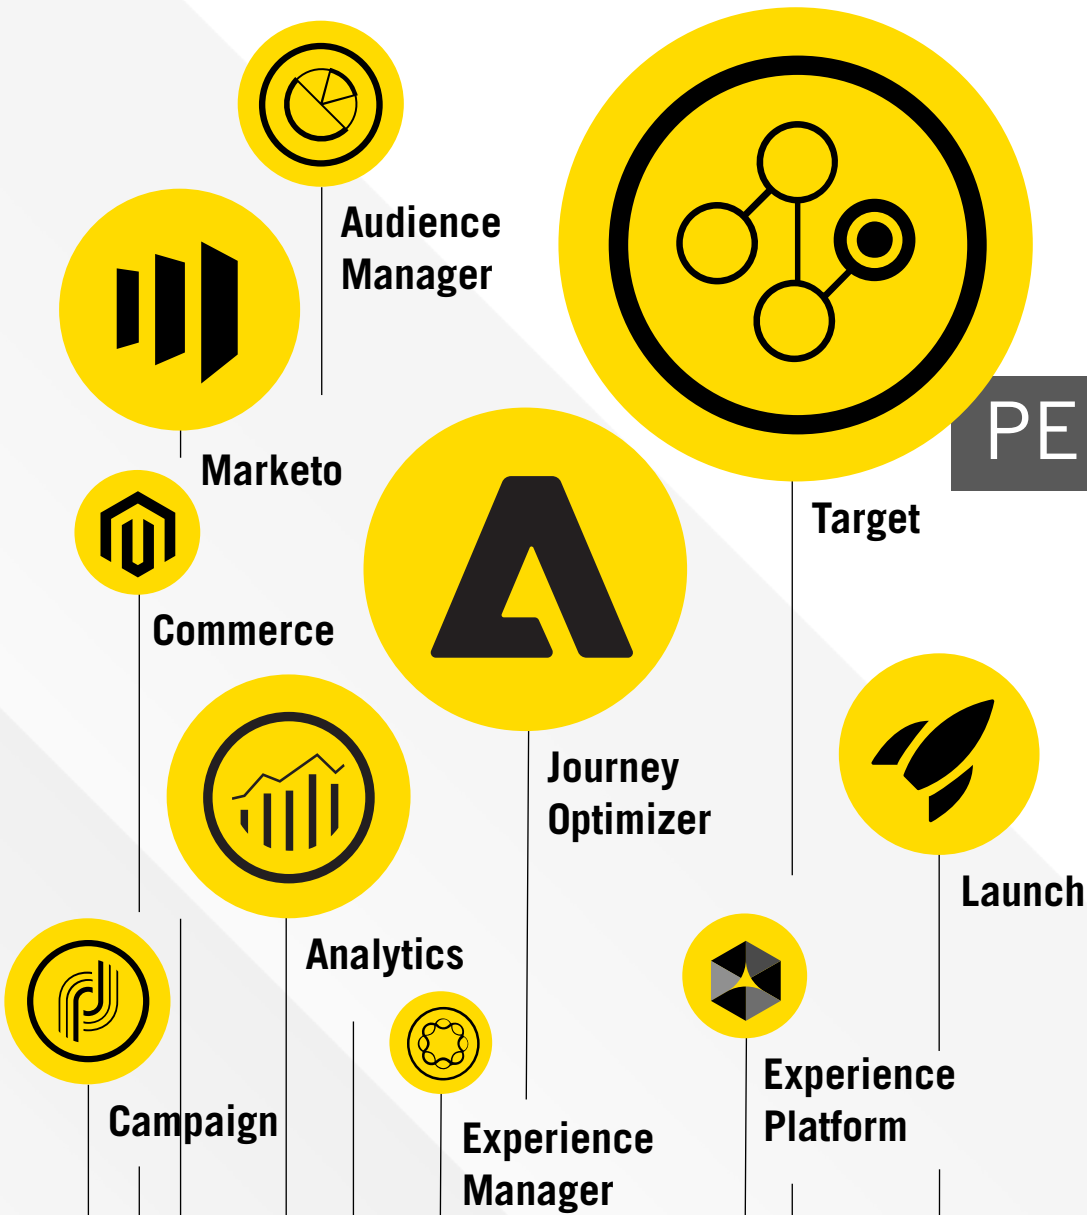 Audience
Manager
Marketo
PE
Target
Commerce
Journey
Optimizer
Launch
Analytics
Campaign
Experience
Platform
Experience
Manager